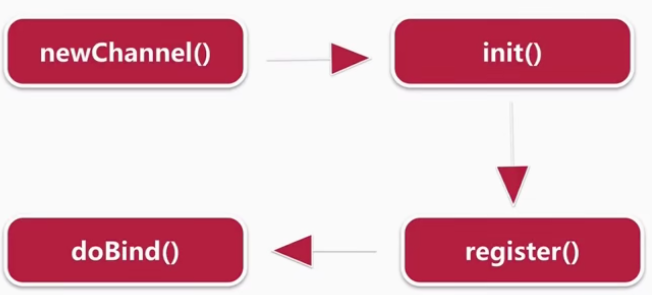 newChannel()
init()
register()
doBind()